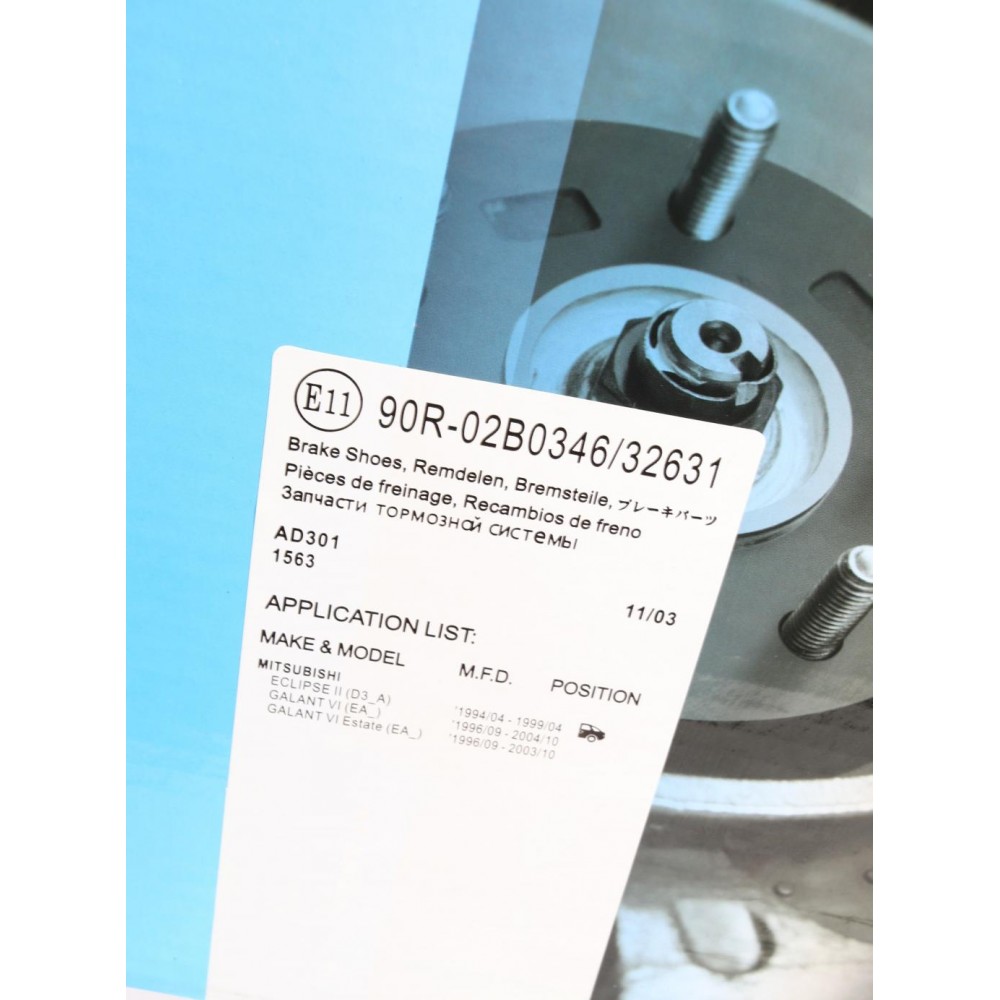 E11 90R-02B0346/32631
Brake Shoes, Remdelen, Bremsteile, ブレーキパーツ
Pièces de freinage, Recambios de freno
Запчасти тормозной системы
AD301
1563
11/03
APPLICATION LIST:
MAKE & MODEL M.F.D. POSITION
MITSUBISHI
ECLIPSE II (D3_A) '1994/04 - 1999/04
GALANT VI (EA_) '1996/09 - 2004/10
GALANT VI Estate (EA_) '1996/09 - 2003/10